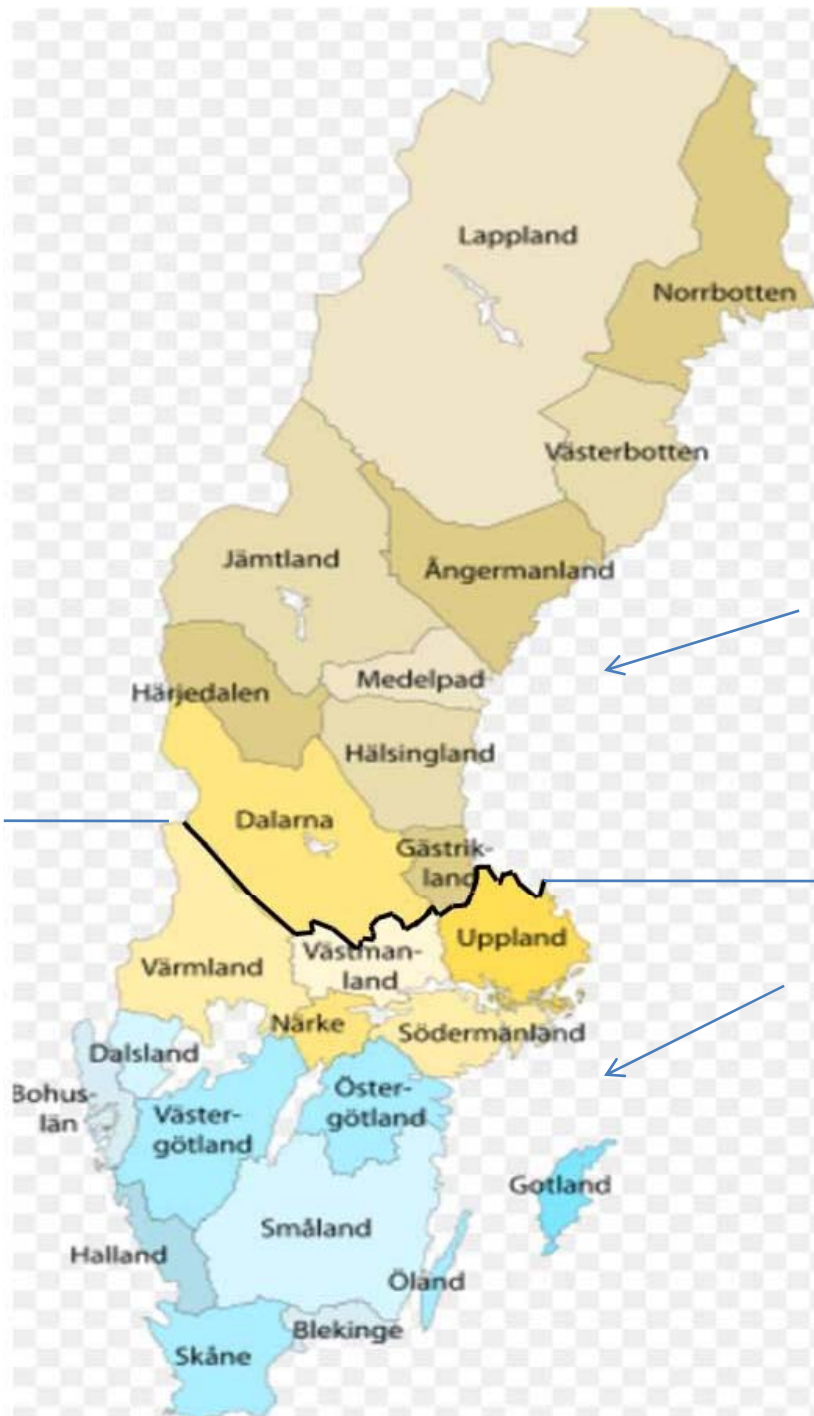 Lappland
Norrbotten
Västerbotten
Jämtland
Ångermanland
Medelpad
Härjedalen
Hälsingland
Dalarna
Gästrik-
land
Uppland
Västman-
land
Värmland
Närke
Södermanland
Dalsland
Bohus-
län
Öster-
götland
Väster-
götland
Gotland
Småland
Halland
Öland
Blekinge
Skåne